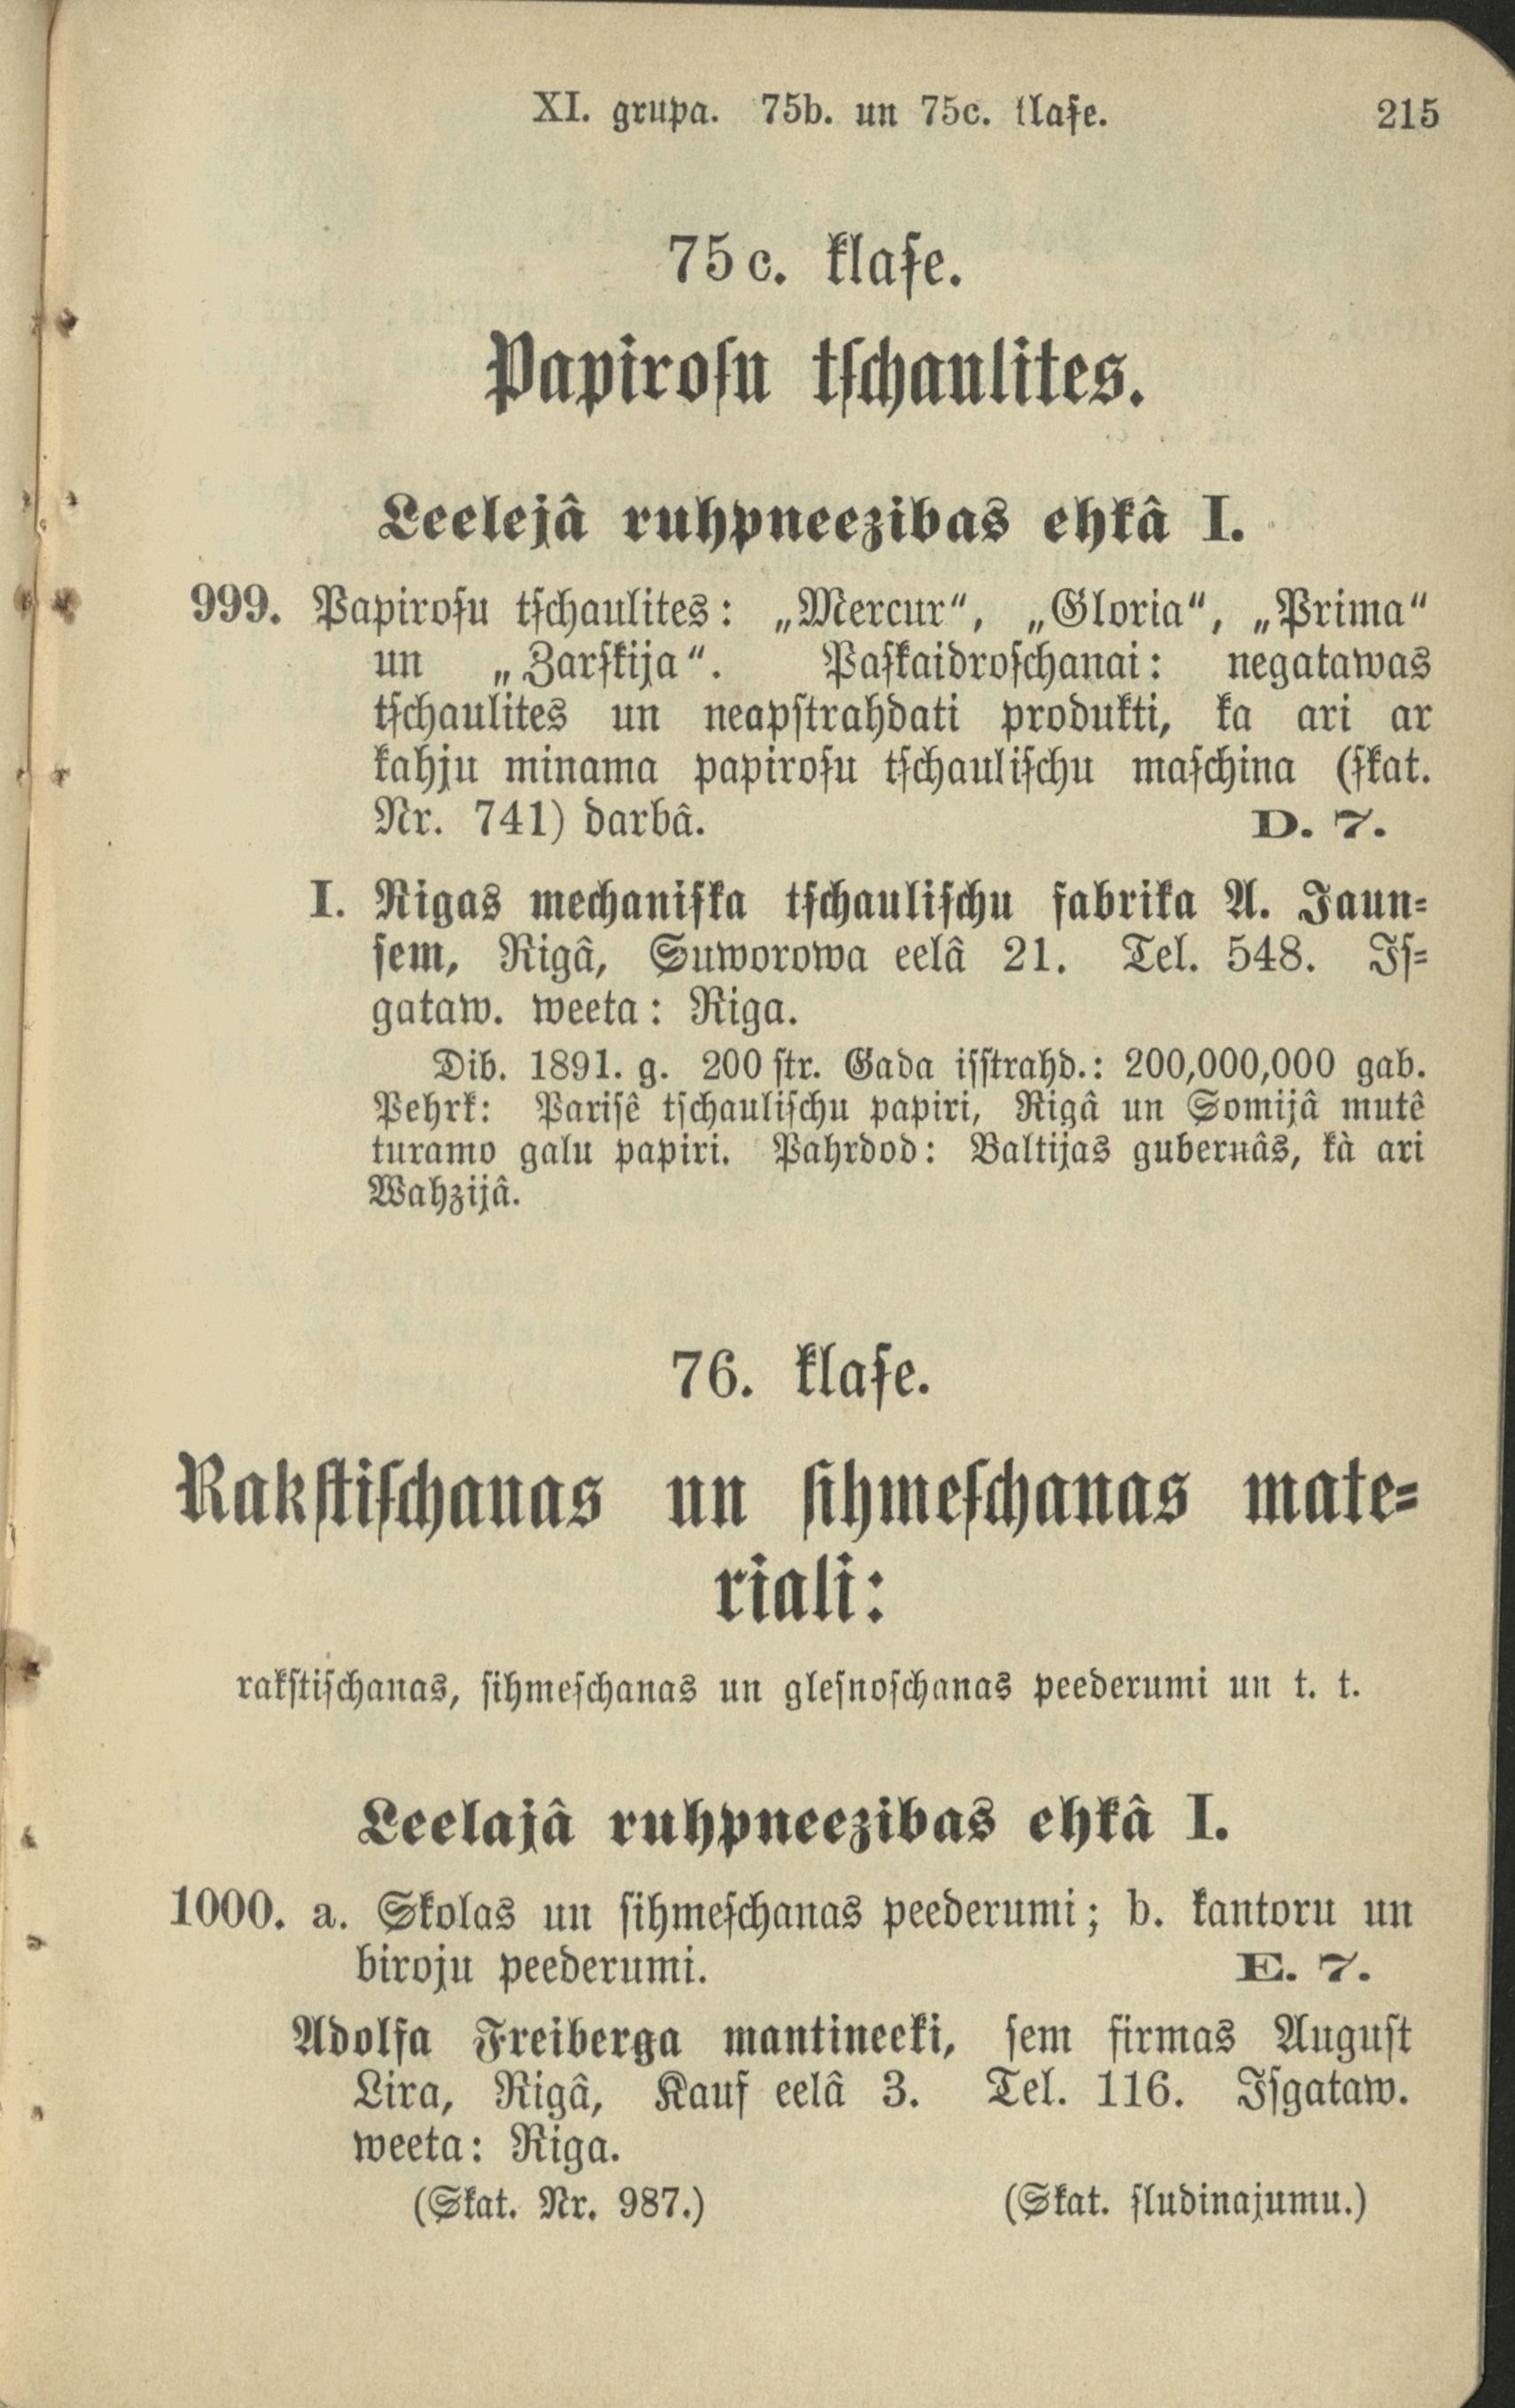 XI. grupa. 75b. un 75c. klaſe. 215
75 c. klaſe.
Papiroſu tſchaulites.
Leelejâ ruhpneezibas ehkâ I.
999. Papiroſu tſchaulites: „Mercur“, „Gloria“, „Prima“
un „Zarſkija“. Paſkaidroſchanai: negatawas
tſchaulites un neapſtrahdati produkti, ka ari ar
kahju minama papiroſu tſchauliſchu maſchina (ſkat.
Nr. 741) darbâ. D. 7.
I. Rigas mechaniſka tſchauliſchu fabrika A. Jaun-
ſem, Rigâ, Suworowa eelâ 21. Tel. 548. Iſ-
gataw. weeta: Riga.
Dib. 1891. g. 200 ſtr. Gada iſſtrahd.: 200,000,000 gab.
Pehrk: Pariſê tſchauliſchu papiri, Rigâ un Somijâ mutê
turamo galu papiri. Pahrdod: Baltijas gubernâs, kà ari
Wahzijâ.
76. klaſe.
Rakſtiſchanas un ſihmeſchanas mate-
riali:
rakſtiſchanas, ſihmeſchanas un gleſnoſchanas peederumi un t. t.
Leelajâ ruhpneezibas ehkâ I.
1000. a. Skolas un ſihmeſchanas peederumi; b. kantoru un
biroju peederumi. E. 7.
Adolfa Freiberga mantineeki, ſem firmas Auguſt
Lira, Rigâ, Kauf eelâ 3. Tel. 116. Iſgataw.
weeta: Riga.
(Skat. Nr. 987.) (Skat. ſludinajumu.)